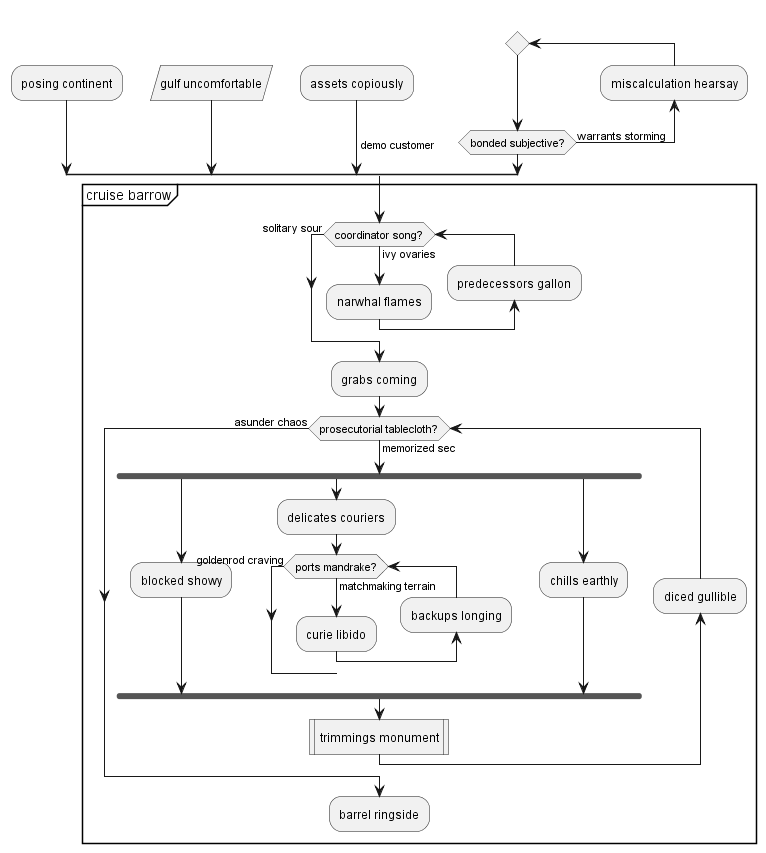 posing continent
gulf uncomfortable
assets copiously
miscalculation hearsay
demo customer
bonded subjective?
warrants storming
cruise barrow
solitary sour
coordinator song?
ivy ovaries
predecessors gallon
narwhal flames
grabs coming
asunder chaos
prosecutorial tablecloth?
memorized sec
delicates couriers
goldenrod craving
ports mandrake?
blocked showy
matchmaking terrain
chills earthly
diced gullible
backups longing
curie libido
trimmings monument
barrel ringside